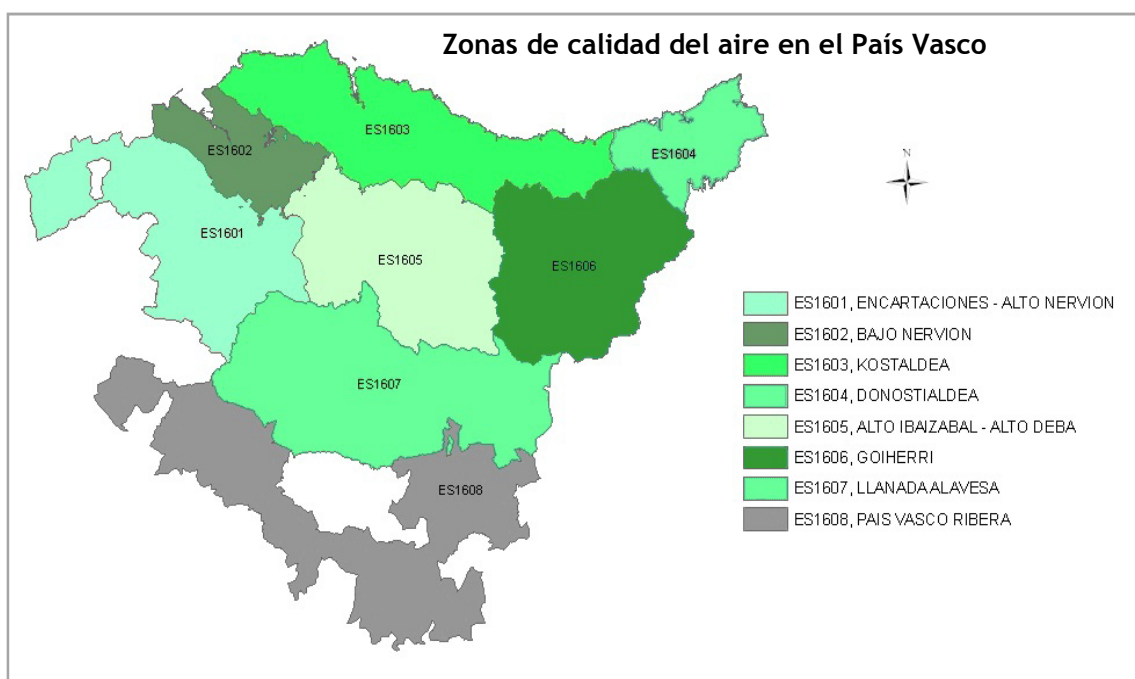 Zonas de calidad del aire en el País Vasco
ES1603
N
ES1602
ES1604
ES1601
ES1605
ES1606
ES1607
ES1608
ES1601, ENCARTACIONES - ALTO NERVION
ES1602, BAJO NERVION
ES1603, KOSTALDEA
ES1604, DONOSTIALDEA
ES1605, ALTO IBAIZABAL - ALTO DEBA
ES1606, GOIHERRI
ES1607, LLANADA ALAVESA
ES1608, PAIS VASCO RIBERA